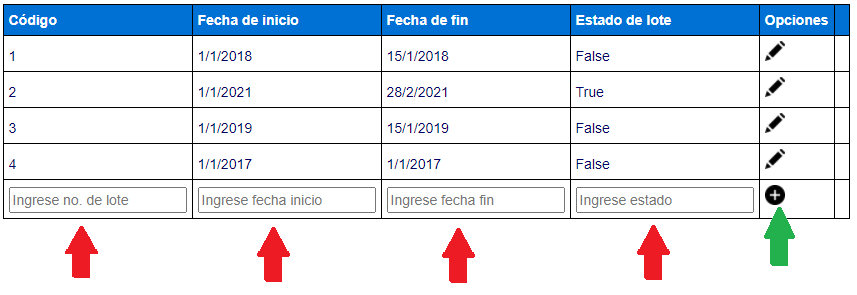 Código Fecha de inicio Fecha de fin Estado de lote Opciones
1 1/1/2018 15/1/2018 False
2 1/1/2021 28/2/2021 True
3 1/1/2019 15/1/2019 False
4 1/1/2017 1/1/2017 False
Ingrese no. de lote Ingrese fecha inicio Ingrese fecha fin Ingrese estado